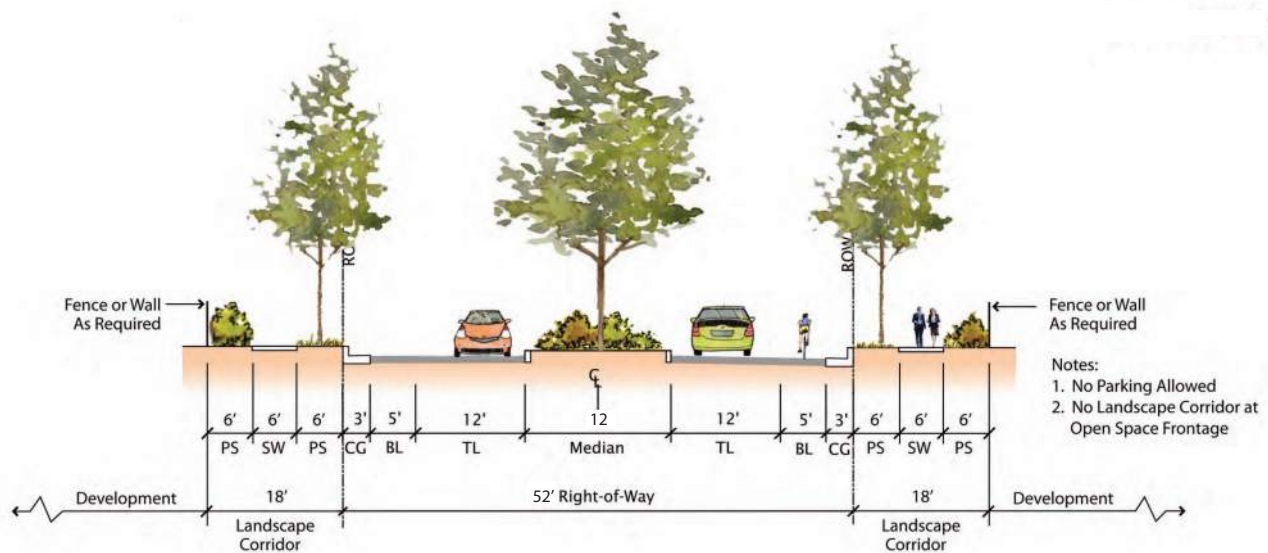 ROW
Fence or Wall
As Required
Fence or Wall
As Required
Notes:
1. No Parking Allowed
2. No Landscape Corridor at
Open Space Frontage
℄
6' 6' 6' 3' 5' 12' 12 12' 5' 3' 6' 6' 6'
PS SW PS CG BL TL Median TL BL CG PS SW PS
Development 18' 52' Right-of-Way 18' Development
Landscape
Corridor
Landscape
Corridor